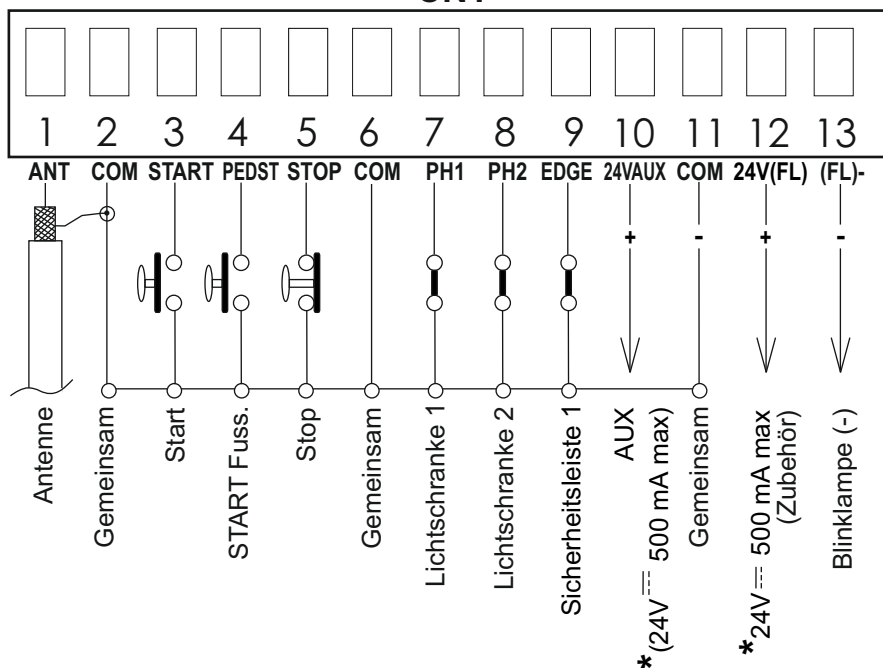 1 2 3 4 5 6 7 8 9 10 11 12 13
ANT COM START PEDST STOP COM PH1 PH2 EDGE 24VAUX COM 24V(FL) (FL)-
+ - + -
Antenne
Gemeinsam
Start
START Fuss.
Stop
Gemeinsam
Lichtschranke 1
Lichtschranke 2
Sicherheitsleiste 1
AUX
*(24V⎓ 500 mA max)
Gemeinsam
*24V⎓ 500 mA max
(Zubehör)
Blinklampe (-)